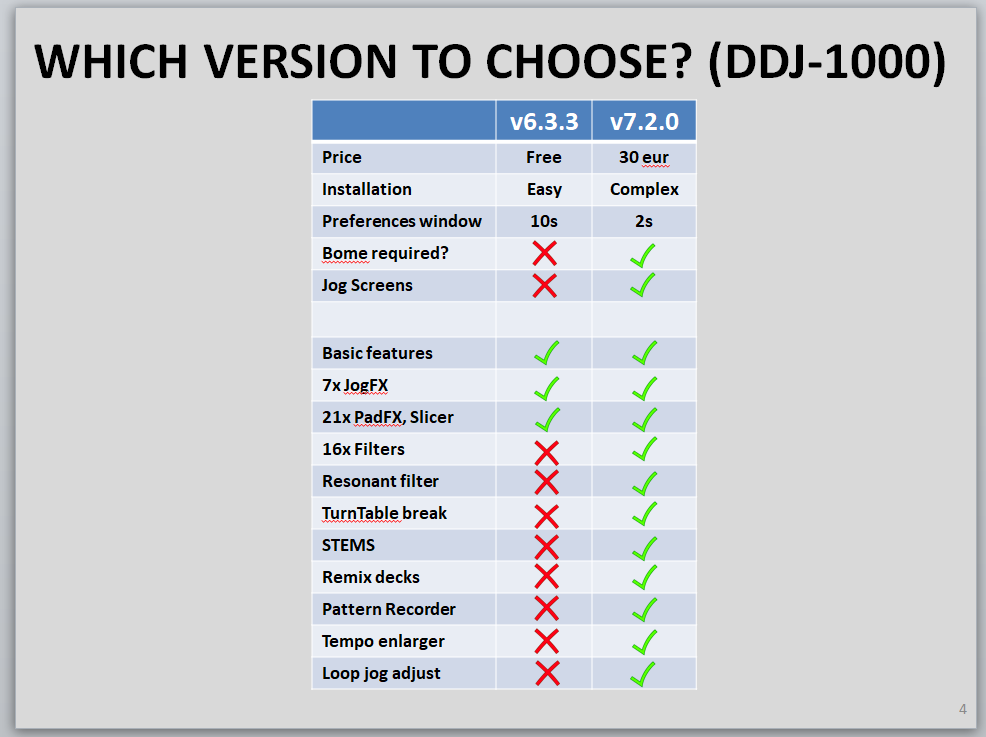 WHICH VERSION TO CHOOSE? (DDJ-1000)
v6.3.3 v7.2.0
Price Free 30 eur
Installation Easy Complex
Preferences window 10s 2s
Bome required?
Jog Screens
Basic features
7x JogFX
21x PadFX, Slicer
16x Filters
Resonant filter
TurnTable break
STEMS
Remix decks
Pattern Recorder
Tempo enlarger
Loop jog adjust
4